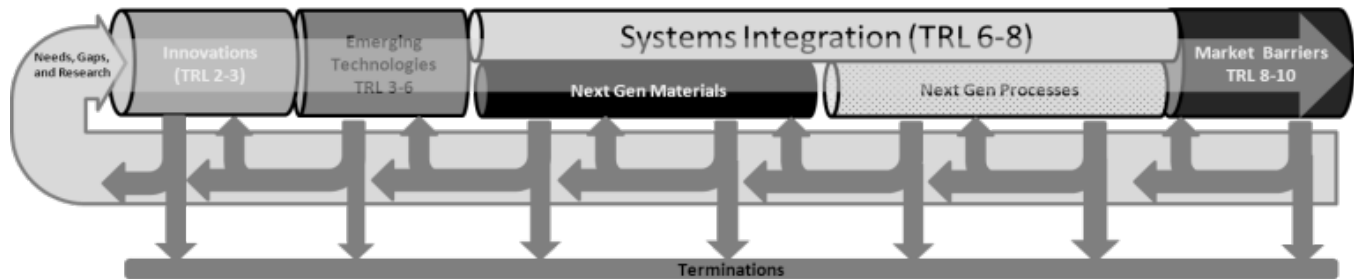 Needs, Gaps,
and Research
Innovations
(TRL 2-3)
Emerging
Technologies
TRL 3-6
Systems Integration (TRL 6-8)
Next Gen Materials
Next Gen Processes
Market Barriers
TRL 8-10
Terminations